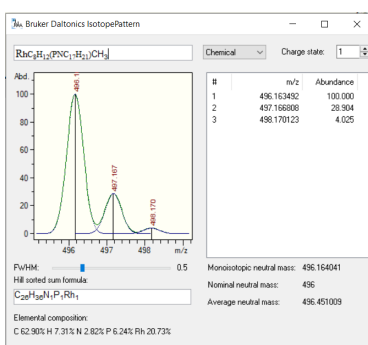 Bruker Daltonics IsotopePattern
RhC₈H₁₂(PNC₁₇H₂₁)CH₃
Chemical
Charge state: 1
Abd.
100
80
60
40
20
0
496.1
497.167
498.170
496 497 498 m/z
# m/z Abundance
1 496.163492 100.000
2 497.166808 28.904
3 498.170123 4.025
FWHM: 0.5
Hill sorted sum formula:
C₂₆H₃₆N₁P₁Rh₁
Elemental composition:
C 62.90% H 7.31% N 2.82% P 6.24% Rh 20.73%
Monoisotopic neutral mass: 496.164041
Nominal neutral mass: 496
Average neutral mass: 496.451009